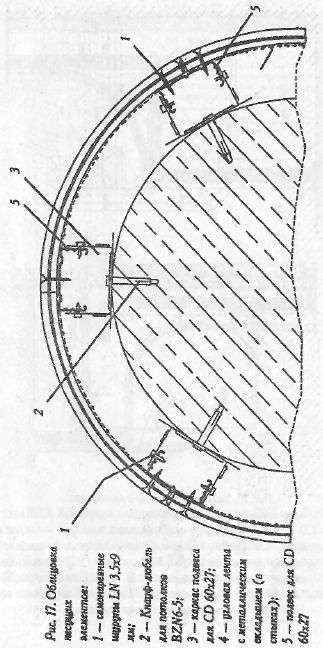 Рис. 17. Облицовка
несущих
элементов:
1 — самонарезные
шурупы LN 3,5х9
мм;
2 — Кнауф-дюбель
для потолков
BZN6-5;
3 — каркас подвеса
для CD 60х27;
4 — угловая лента
с металлическим
вкладышем (в
стыках);
5 — подвес для CD
60х27
1
5
3
5
2
1